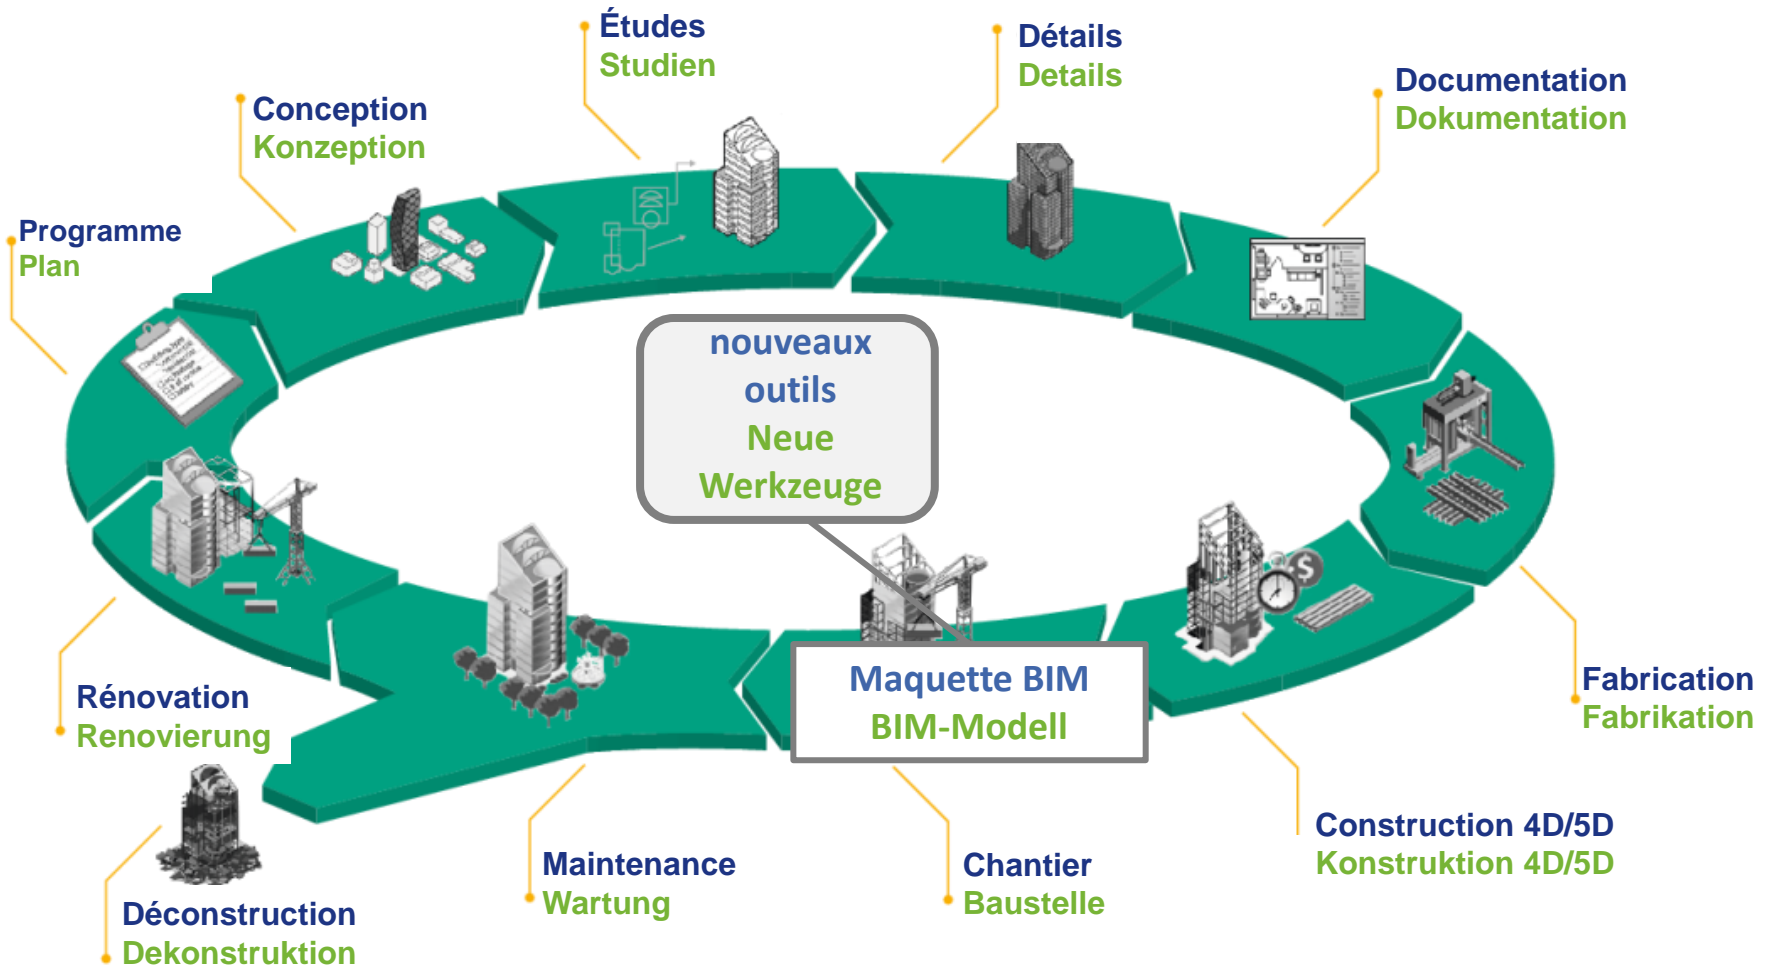 Études
Studien
Détails
Details
Documentation
Dokumentation
Conception
Konzeption
Programme
Plan
nouveaux
outils
Neue
Werkzeuge
$
Maquette BIM
BIM-Modell
Rénovation
Renovierung
Fabrication
Fabrikation
Construction 4D/5D
Konstruktion 4D/5D
Maintenance
Wartung
Chantier
Baustelle
Déconstruction
Dekonstruktion